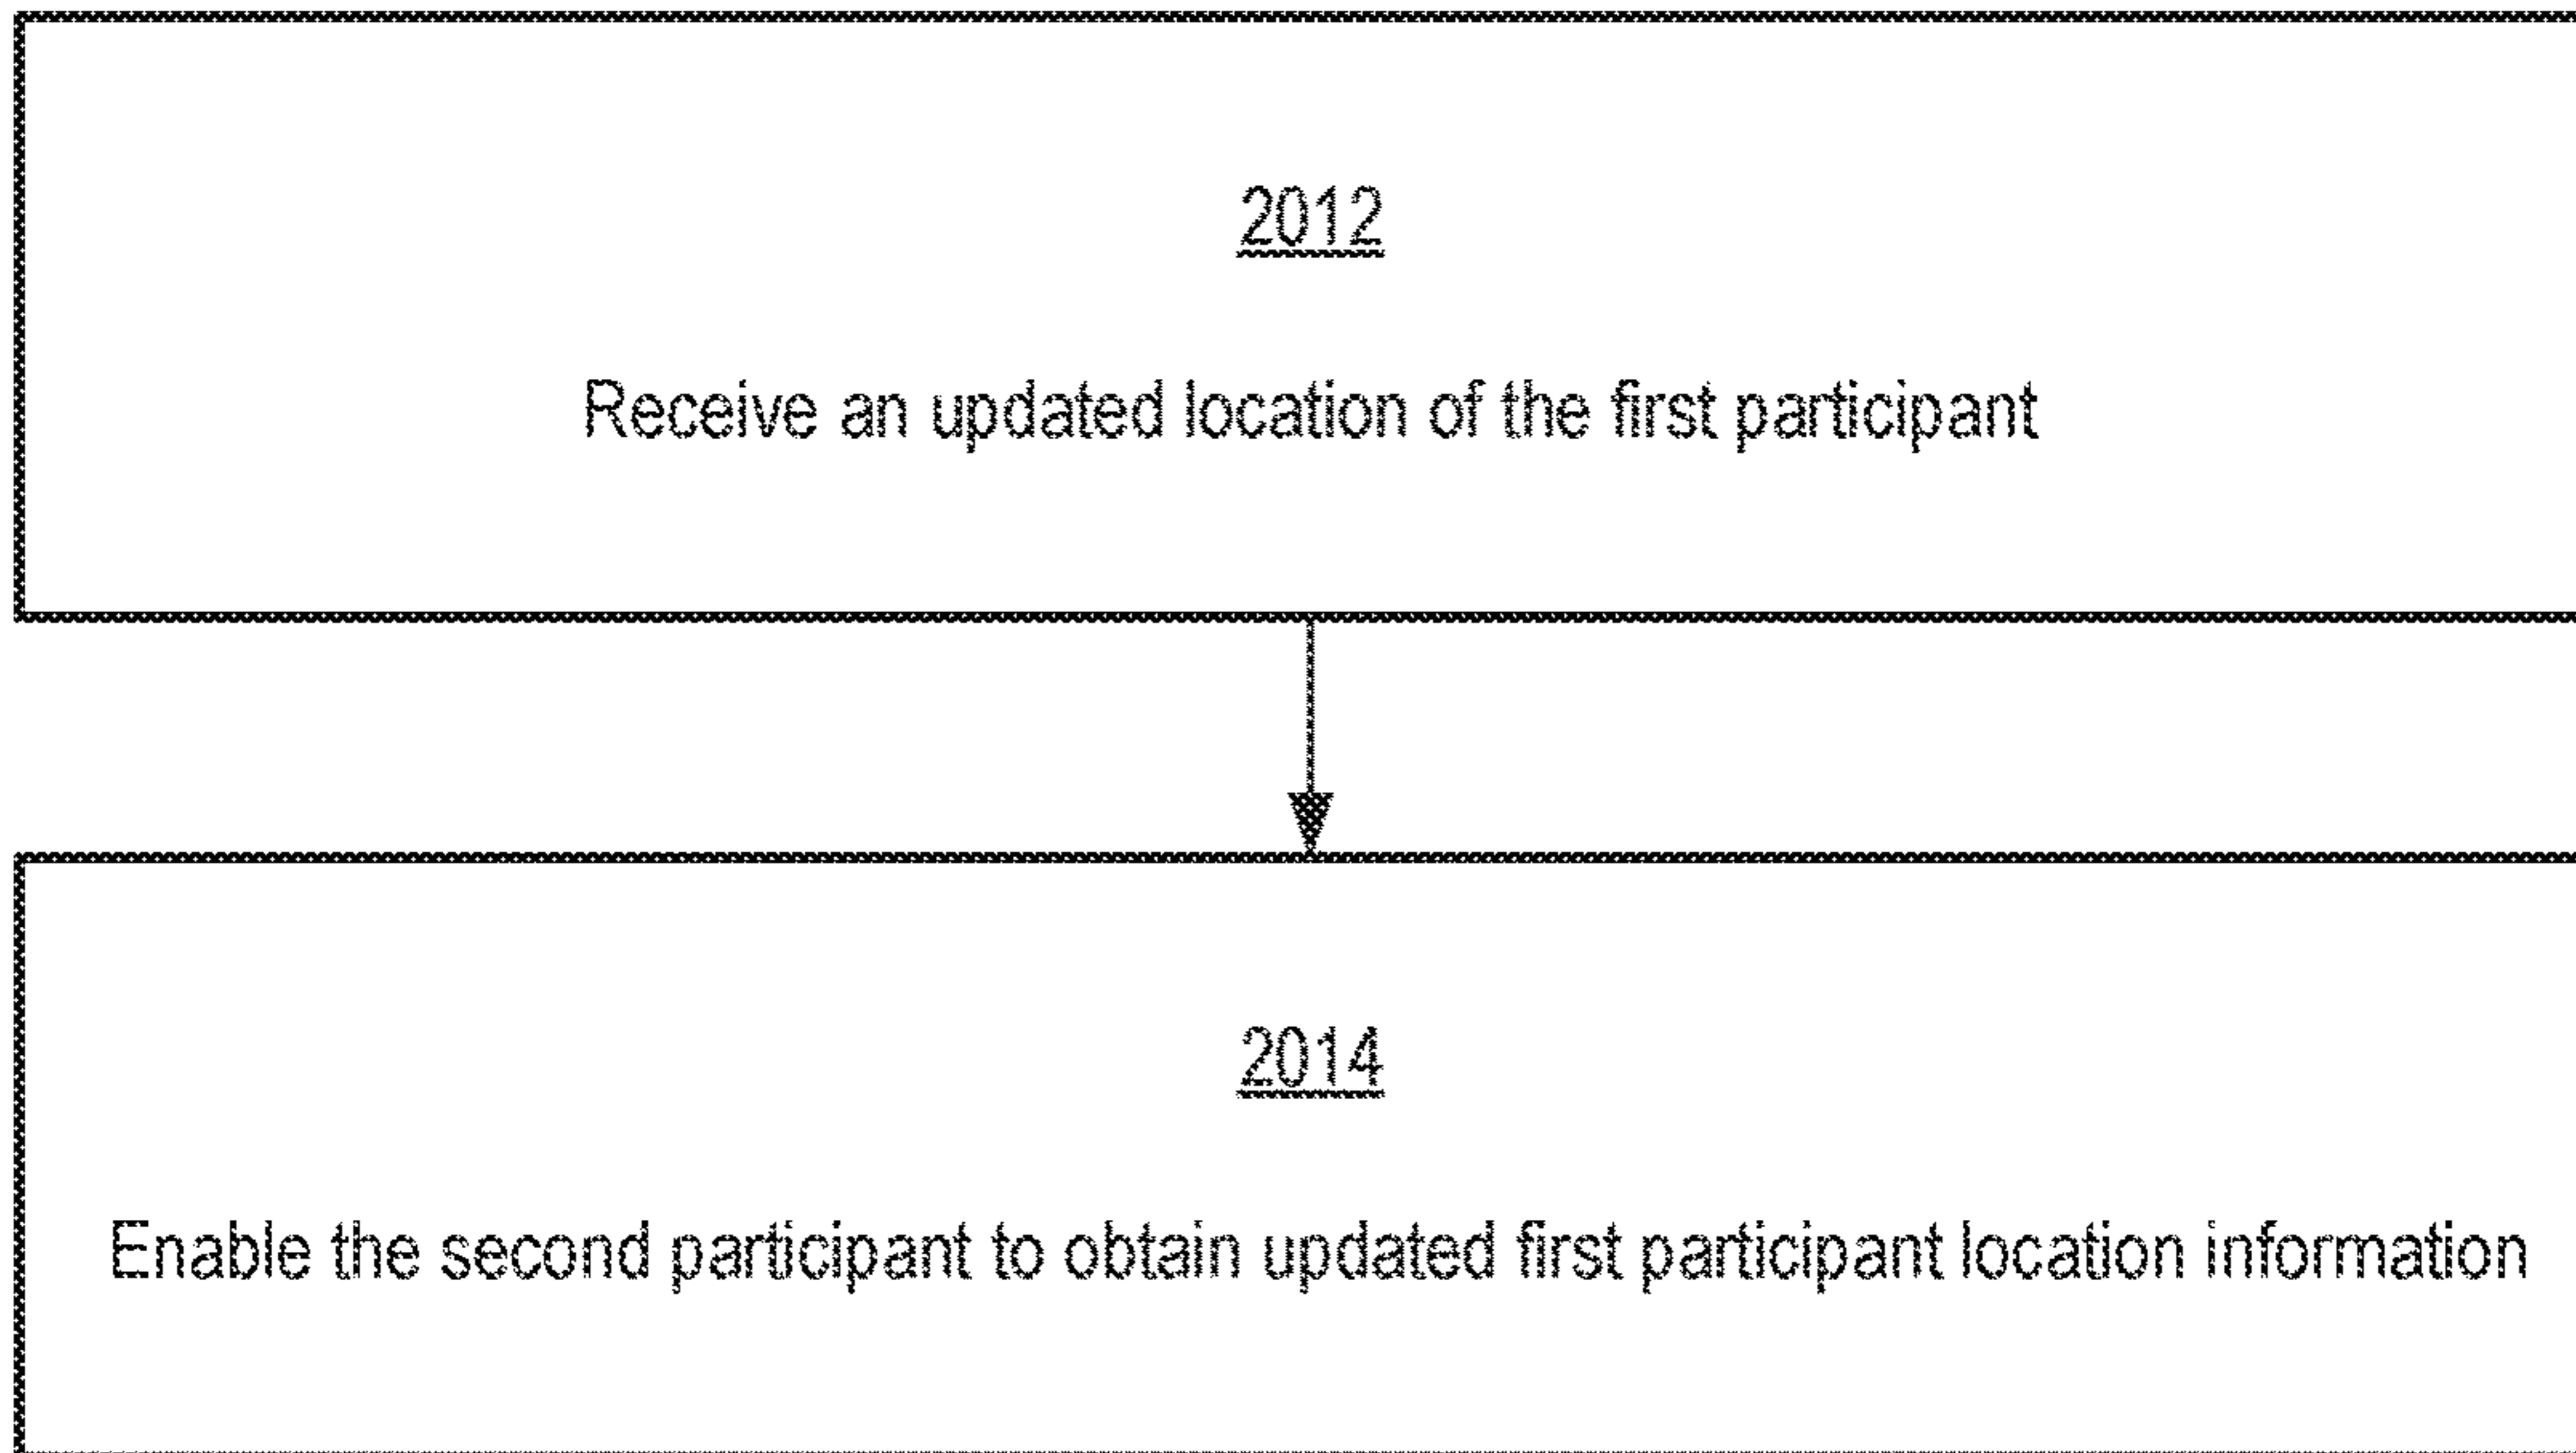 2012
Receive an updated location of the first participant
2014
Enable the second participant to obtain updated first participant location information